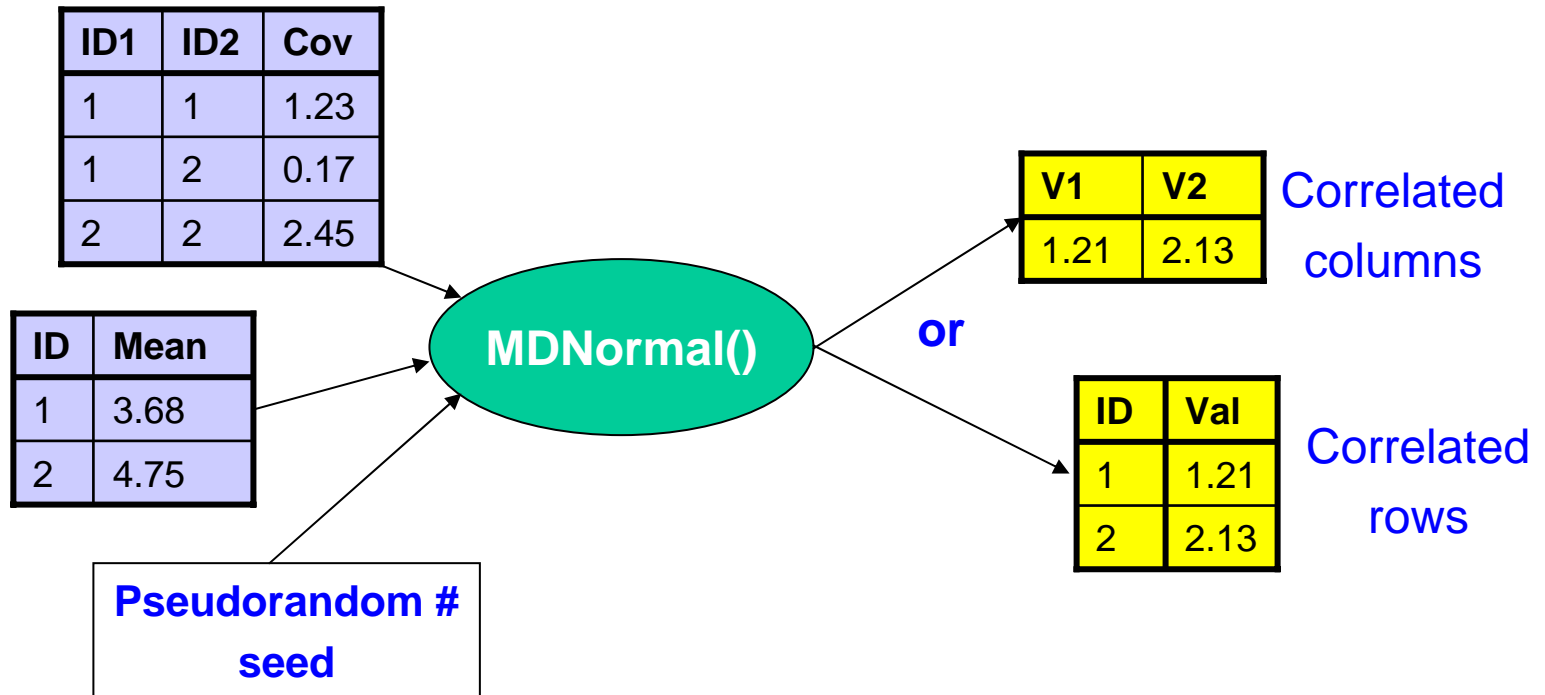 ID1 ID2 Cov
1 1 1.23
1 2 0.17
2 2 2.45
ID Mean
1 3.68
2 4.75
Pseudorandom #
seed
MDNormal()
or
V1 V2
1.21 2.13
Correlated
columns
ID Val
1 1.21
2 2.13
Correlated
rows